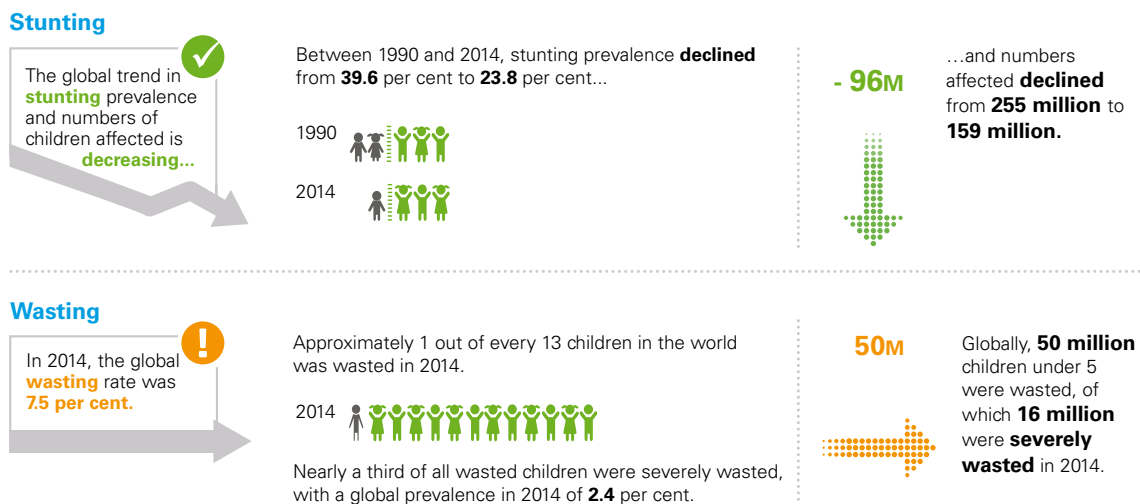 Stunting
The global trend in
stunting prevalence
and numbers of
children affected is
decreasing...
Between 1990 and 2014, stunting prevalence declined
from 39.6 per cent to 23.8 per cent...
1990
2014
- 96M
…and numbers
affected declined
from 255 million to
159 million.
Wasting
In 2014, the global
wasting rate was
7.5 per cent.
Approximately 1 out of every 13 children in the world
was wasted in 2014.
2014
Nearly a third of all wasted children were severely wasted,
with a global prevalence in 2014 of 2.4 per cent.
50M
Globally, 50 million
children under 5
were wasted, of
which 16 million
were severely
wasted in 2014.